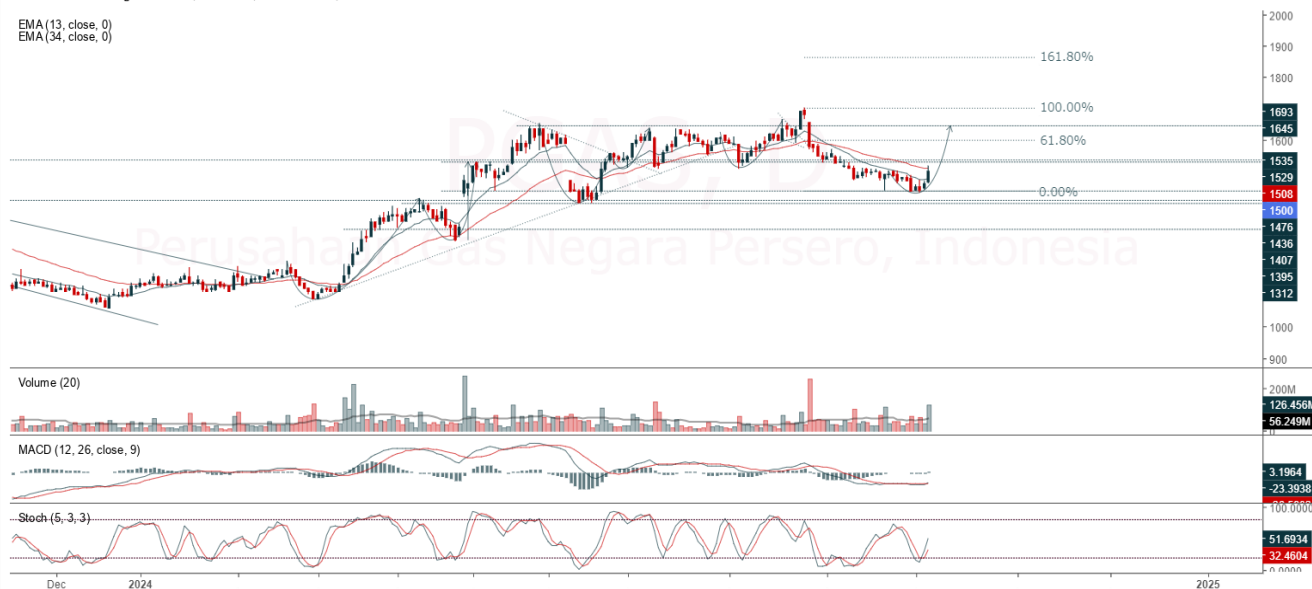 EMA (13, close, 0)
EMA (34, close, 0)
PGAS, D
Perusahaan Gas Negara Persero, Indonesia
161.80%
100.00%
61.80%
0.00%
2000
1900
1800
1693
1645
1600
1535
1529
1508
1500
1476
1436
1407
1395
1312
1000
900
Volume (20)
200M
126.456M
56.249M
0
MACD (12, 26, close, 9)
3.1964
-23.3938
Stoch (5, 3, 3)
100.0000
51.6934
32.4604
0.0000
Dec
2024
2025